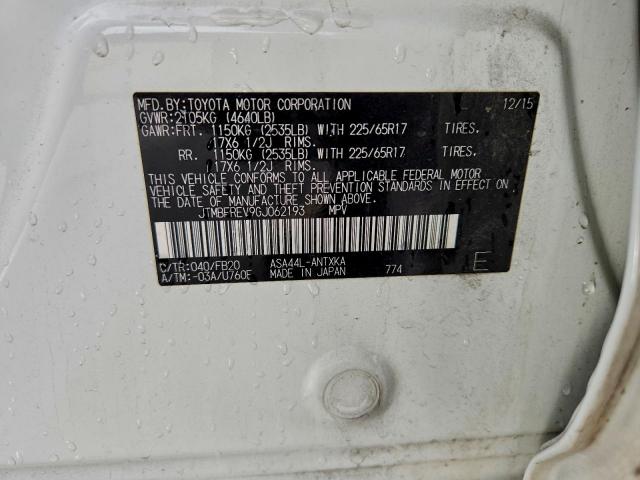 MFD.BY:TOYOTA MOTOR CORPORATION 12/15
GVWR:2105KG (4640LB)
GAWR:FRT. 1150KG (2535LB) WITH 225/65R17 TIRES.
17X6 1/2J RIMS.
RR. 1150KG (2535LB) WITH 225/65R17 TIRES.
17X6 1/2J RIMS.
THIS VEHICLE CONFORMS TO ALL APPLICABLE FEDERAL MOTOR
VEHICLE SAFETY AND THEFT PREVENTION STANDARDS IN EFFECT ON
THE DATE OF MANUFACTURE SHOWN ABOVE.
JTMBFREV9GJ062193 MPV
C/TR:040/FB20 ASA44L-ANTXKA
A/TM:-03A/U760E MADE IN JAPAN 774 E